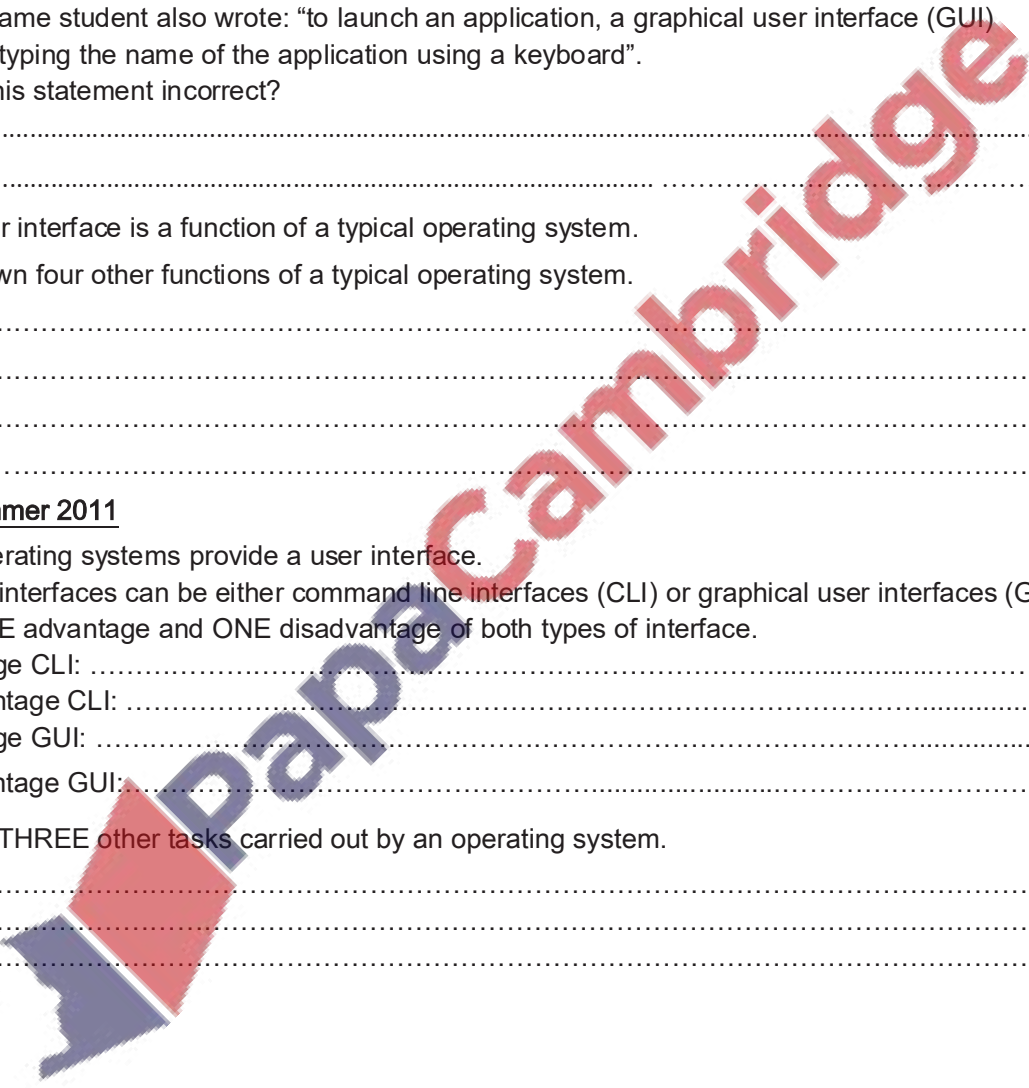 ame student also wrote: “to launch an application, a graphical user interface (GUI)
typing the name of the application using a keyboard”.
his statement incorrect?
r interface is a function of a typical operating system.
wn four other functions of a typical operating system.
mer 2011
erating systems provide a user interface.
interfaces can be either command line interfaces (CLI) or graphical user interfaces (G
E advantage and ONE disadvantage of both types of interface.
ge CLI: ……………………………………………………………………
ntage CLI: ……………………………………………………………………
ge GUI: ……………………………………………………………………
ntage GUI:……………………………………………………………………
THREE other tasks carried out by an operating system.
PapaCambridge